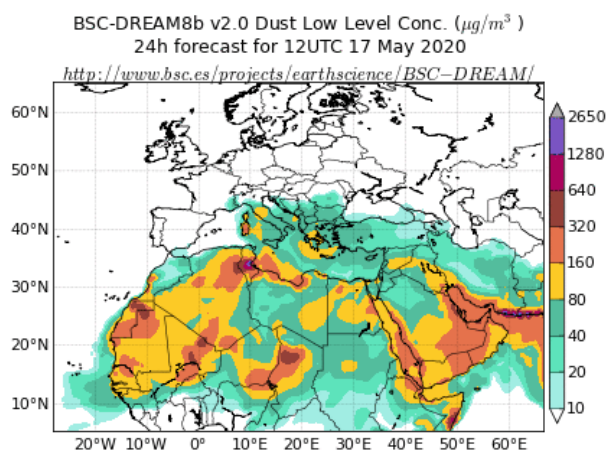 BSC-DREAM8b v2.0 Dust Low Level Conc. (μg/m³ )
24h forecast for 12UTC 17 May 2020
http://www.bsc.es/projects/earthscience/BSC−DREAM/
60°N
50°N
40°N
30°N
20°N
10°N
20°W 10°W 0° 10°E 20°E 30°E 40°E 50°E 60°E
2650
1280
640
320
160
80
40
20
10